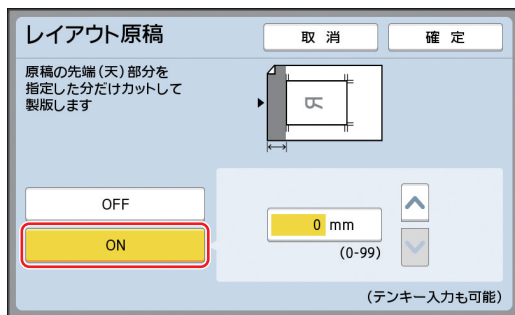 レイアウト原稿
取 消
確 定
原稿の先端(天)部分を
指定した分だけカットして
製版します
R
OFF
ON
0 mm
(0-99)
(テンキー入力も可能)